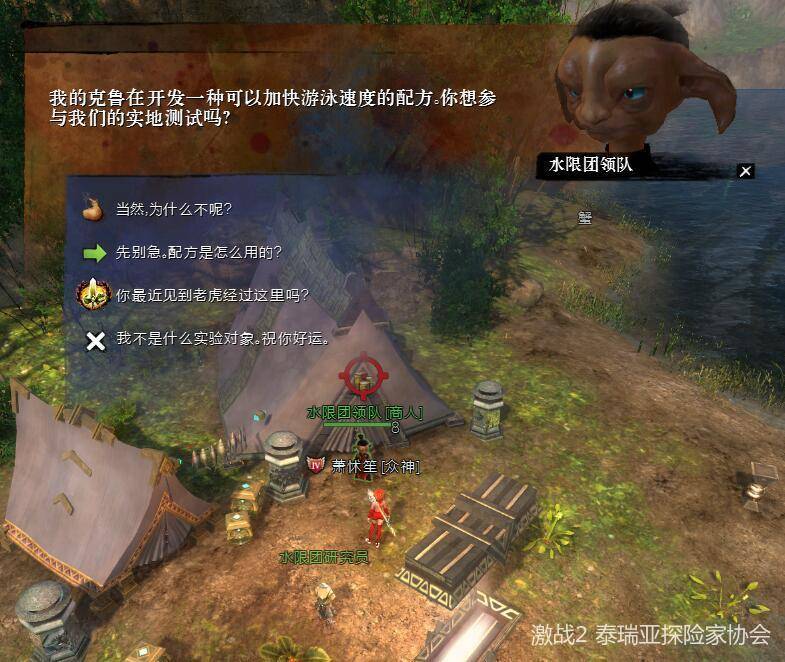 我的克鲁在开发一种可以加快游泳速度的配方。你想参
与我们的实地测试吗?
水限团领队
蟹
当然,为什么不呢?
先别急。配方是怎么用的?
你最近见到老虎经过这里吗?
我不是什么实验对象。祝你好运。
水限团领队[商人]
8
IV 萧怵笙[众神]
水限团研究员
激战2 泰瑞亚探险家协会